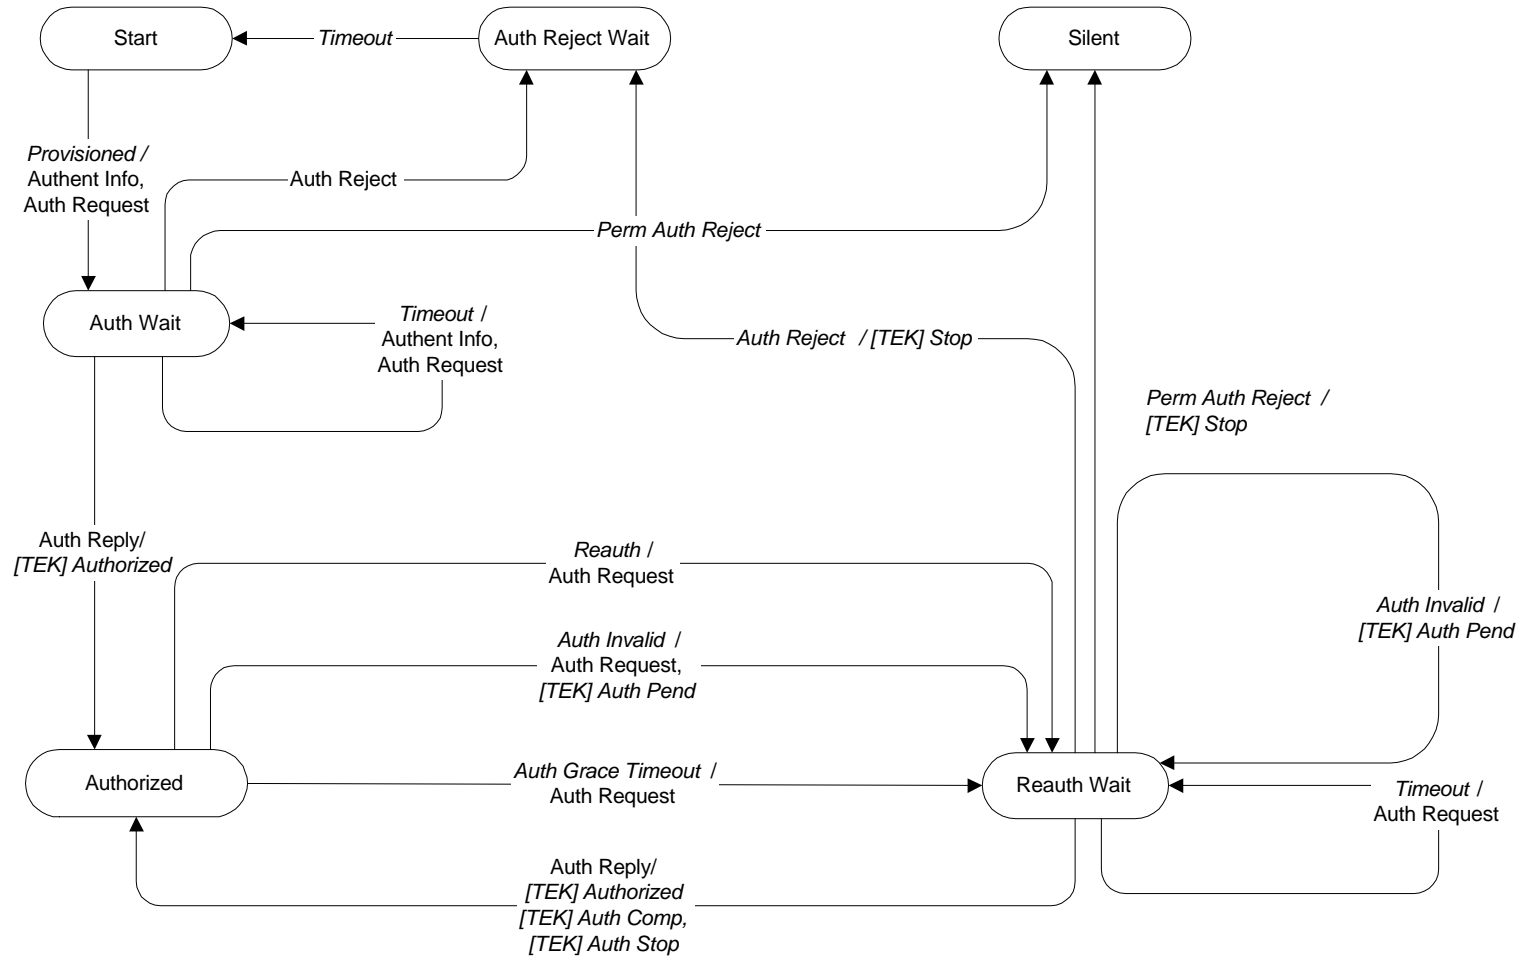 Start
Timeout
Auth Reject Wait
Silent
Provisioned /
Authent Info,
Auth Request
Auth Reject
Perm Auth Reject
Auth Wait
Timeout /
Authent Info,
Auth Request
Auth Reject / [TEK] Stop
Perm Auth Reject /
[TEK] Stop
Auth Reply/
[TEK] Authorized
Reauth /
Auth Request
Auth Invalid /
[TEK] Auth Pend
Auth Invalid /
Auth Request,
[TEK] Auth Pend
Authorized
Auth Grace Timeout /
Auth Request
Reauth Wait
Timeout /
Auth Request
Auth Reply/
[TEK] Authorized
[TEK] Auth Comp,
[TEK] Auth Stop